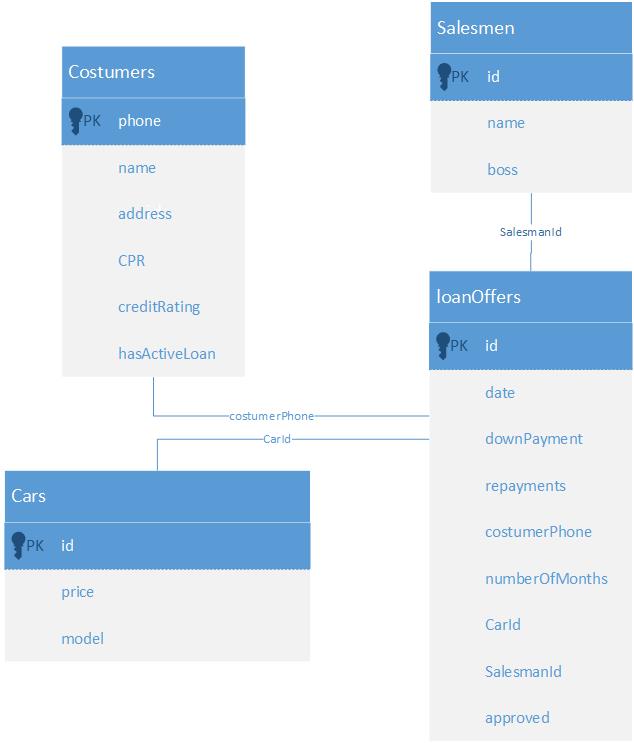 Costumers
PK phone
name
address
CPR
creditRating
hasActiveLoan
Salesmen
PK id
name
boss
SalesmanId
costumerPhone
CarId
Cars
PK id
price
model
loanOffers
PK id
date
downPayment
repayments
costumerPhone
numberOfMonths
CarId
SalesmanId
approved